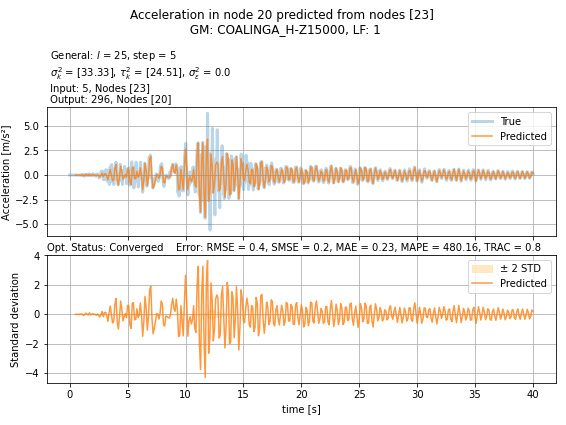 Acceleration in node 20 predicted from nodes [23]
GM: COALINGA_H-Z15000, LF: 1
General: l = 25, step = 5
σ²ₖ = [33.33], τ²ₖ = [24.51], σ²ε = 0.0
Input: 5, Nodes [23]
Output: 296, Nodes [20]
Acceleration [m/s²]
5.0
2.5
0.0
−2.5
−5.0
True
Predicted
Opt. Status: Converged Error: RMSE = 0.4, SMSE = 0.2, MAE = 0.23, MAPE = 480.16, TRAC = 0.8
Standard deviation
4
2
0
−2
−4
± 2 STD
Predicted
0 5 10 15 20 25 30 35 40
time [s]